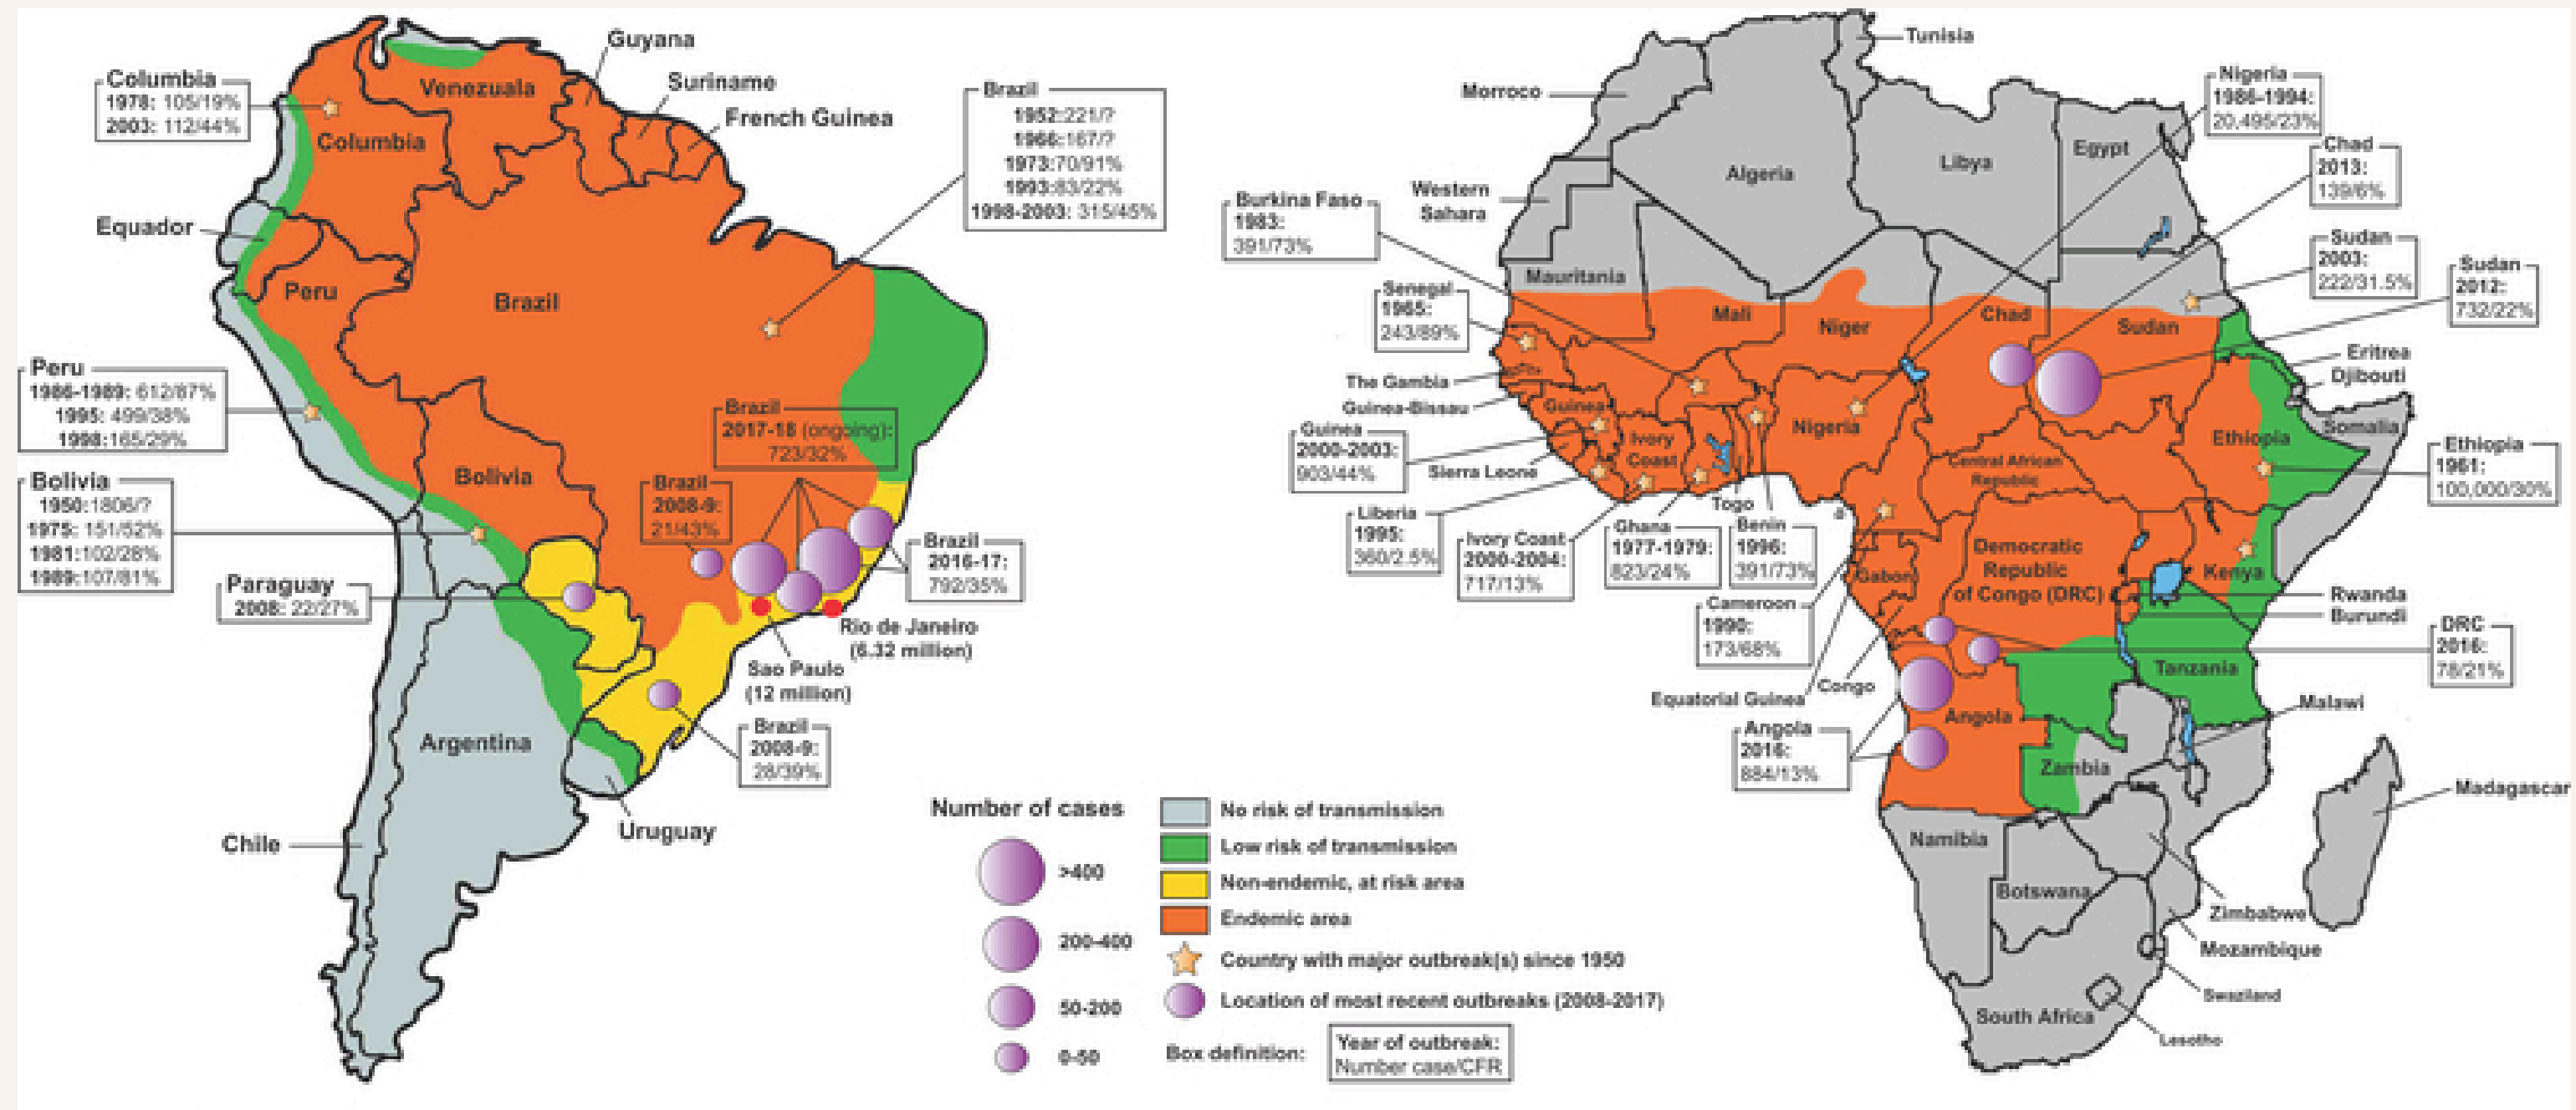 Guyana
Suriname
French Guinea
Columbia
1978: 105/19%
2003: 112/44%
Venezuala
Columbia
Equador
Peru
Brazil
Brazil
1952:221/?
1966:167/?
1973:70/91%
1993:83/22%
1998-2003: 315/45%
Peru
1986-1989: 612/87%
1995: 499/38%
1998:165/29%
Bolivia
1950:1806/?
1975: 151/52%
1981:102/28%
1989:107/81%
Bolivia
Brazil
2017-18 (ongoing):
723/32%
Brazil
2008-9:
21/43%
Brazil
2016-17:
792/35%
Paraguay
2008: 22/27%
Rio de Janeiro
(6.32 million)
Sao Paulo
(12 million)
Brazil
2008-9:
28/39%
Argentina
Uruguay
Chile
Number of cases
>400
200-400
50-200
0-50
No risk of transmission
Low risk of transmission
Non-endemic, at risk area
Endemic area
Country with major outbreak(s) since 1950
Location of most recent outbreaks (2008-2017)
Box definition:
Year of outbreak:
Number case/CFR
Tunisia
Morroco
Algeria
Libya
Egypt
Western
Sahara
Mauritania
Mali
Niger
Chad
Sudan
Nigeria
1986-1994:
20,495/23%
Chad
2013:
139/6%
Sudan
2003:
222/31.5%
Sudan
2012:
732/22%
Burkina Faso
1983:
391/73%
Senegal
1965:
243/89%
The Gambia
Guinea-Bissau
Guinea
Guinea
2000-2003:
903/44%
Sierra Leone
Ivory
Coast
Nigeria
Central African
Republic
Eritrea
Djibouti
Somalia
Ethiopia
Ethiopia
1961:
100,000/30%
Liberia
1995:
360/2.5%
Ivory Coast
2000-2004:
717/13%
Togo
Ghana
1977-1979:
823/24%
Benin
1996:
391/73%
Cameroon
1990:
173/68%
Gabon
Democratic
Republic
of Congo (DRC)
Kenya
Rwanda
Burundi
DRC
2016:
78/21%
Tanzania
Equatorial Guinea
Congo
Angola
2016:
884/13%
Angola
Malawi
Zambia
Madagascar
Namibia
Botswana
Zimbabwe
Mozambique
Swaziland
South Africa
Lesotho